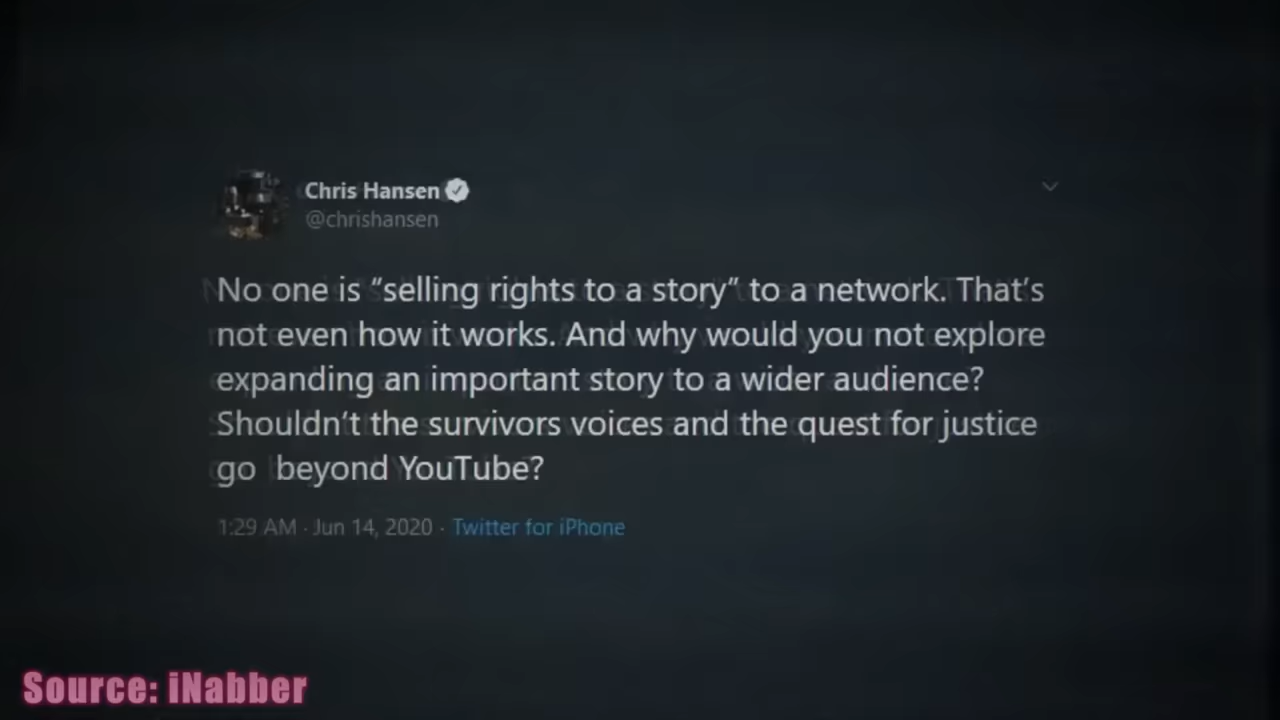 Chris Hansen
@chrishansen
No one is “selling rights to a story” to a network. That’s
not even how it works. And why would you not explore
expanding an important story to a wider audience?
Shouldn’t the survivors voices and the quest for justice
go  beyond YouTube?
1:29 AM · Jun 14, 2020 · Twitter for iPhone
Source: iNabber